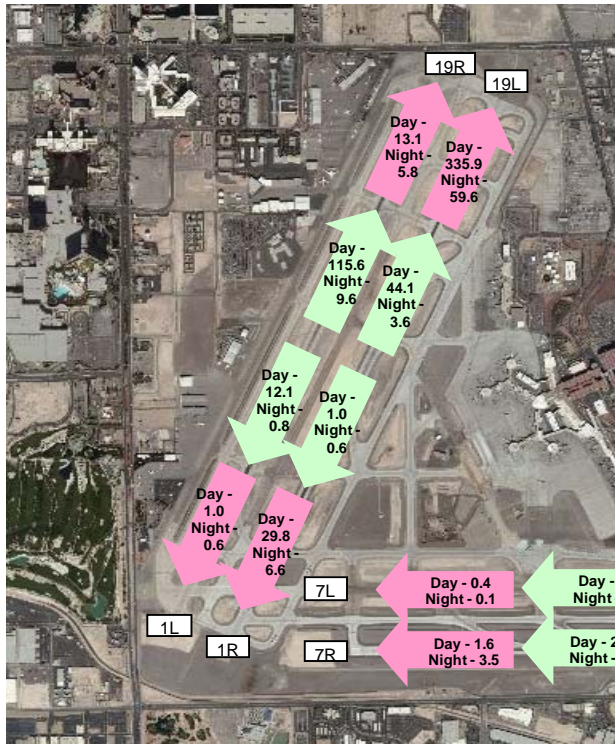 19R
19L
Day -
13.1
Night -
5.8
Day -
335.9
Night -
59.6
Day -
115.6
Night -
9.6
Day -
44.1
Night -
3.6
Day -
12.1
Night -
0.8
Day -
1.0
Night -
0.6
Day -
1.0
Night -
0.6
Day -
29.8
Night -
6.6
7L
Day - 0.4
Night - 0.1
Day -
Night
1L
1R
7R
Day - 1.6
Night - 3.5
Day - 2
Night -